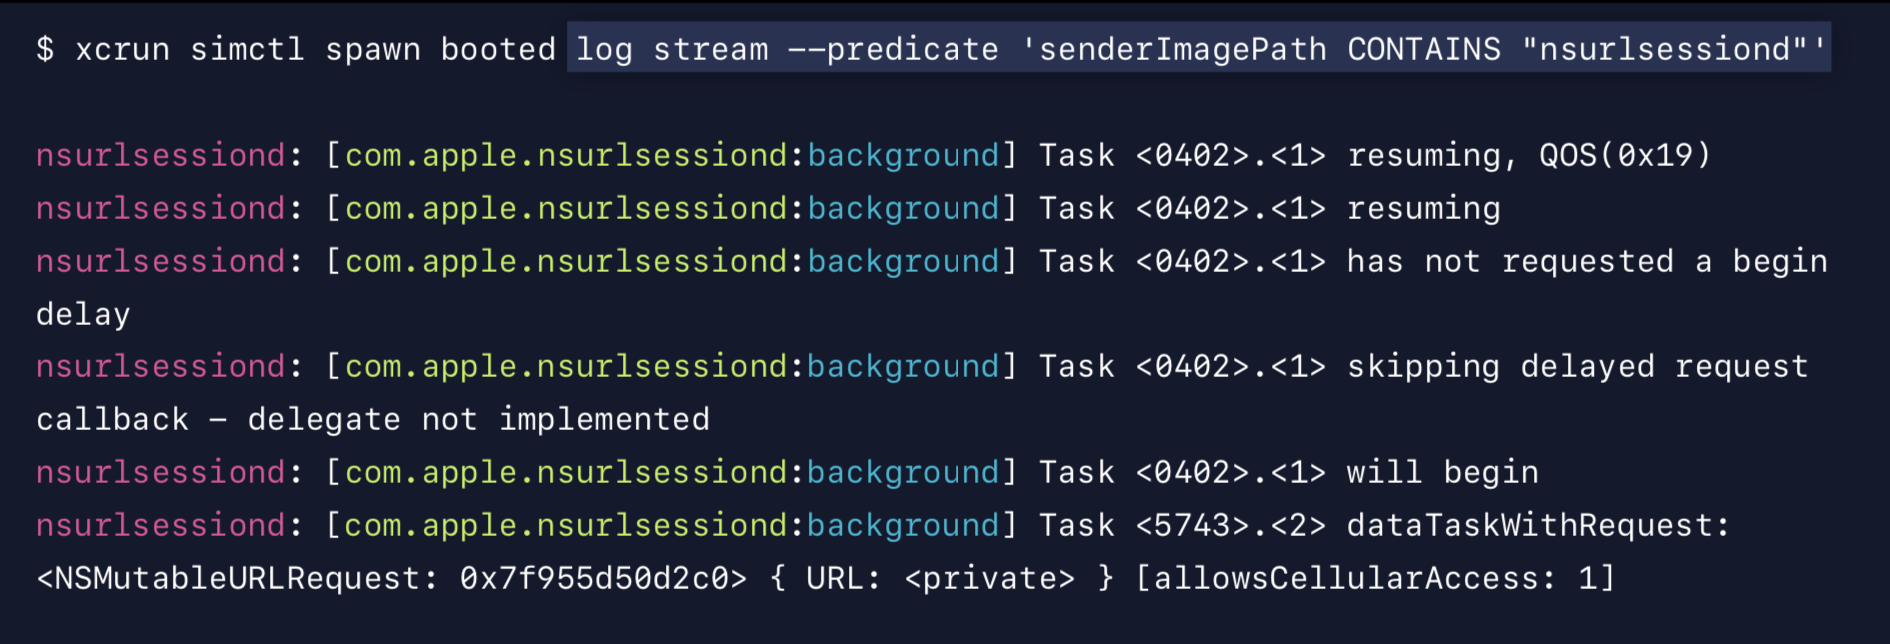 $ xcrun simctl spawn booted log stream --predicate 'senderImagePath CONTAINS "nsurlsessiond"'
nsurlsessiond: [com.apple.nsurlsessiond:background] Task <0402>.<1> resuming, QOS(0x19)
nsurlsessiond: [com.apple.nsurlsessiond:background] Task <0402>.<1> resuming
nsurlsessiond: [com.apple.nsurlsessiond:background] Task <0402>.<1> has not requested a begin
delay
nsurlsessiond: [com.apple.nsurlsessiond:background] Task <0402>.<1> skipping delayed request
callback – delegate not implemented
nsurlsessiond: [com.apple.nsurlsessiond:background] Task <0402>.<1> will begin
nsurlsessiond: [com.apple.nsurlsessiond:background] Task <5743>.<2> dataTaskWithRequest:
<NSMutableURLRequest: 0x7f955d50d2c0> { URL: <private> } [allowsCellularAccess: 1]